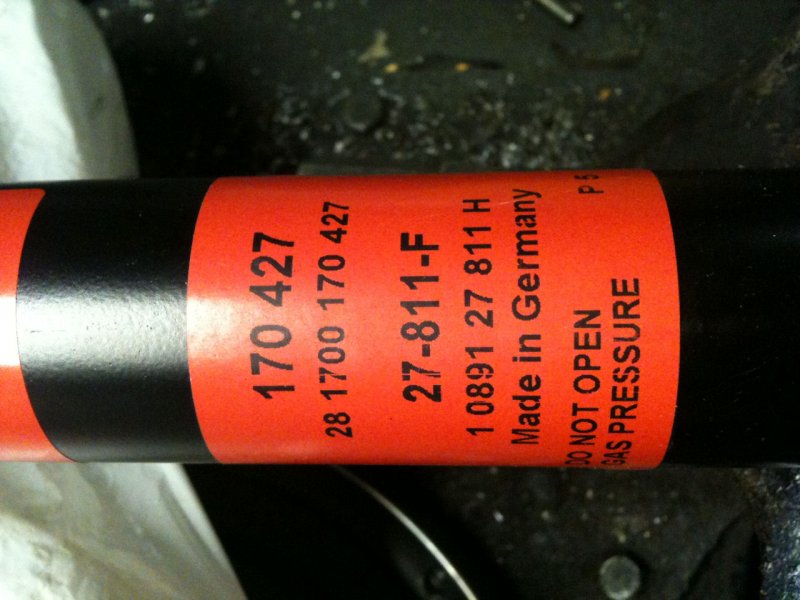 170 427
28 1700 170 427
27-811-F
1 0891 27 811 H
Made in Germany
DO NOT OPEN
GAS PRESSURE
P 5